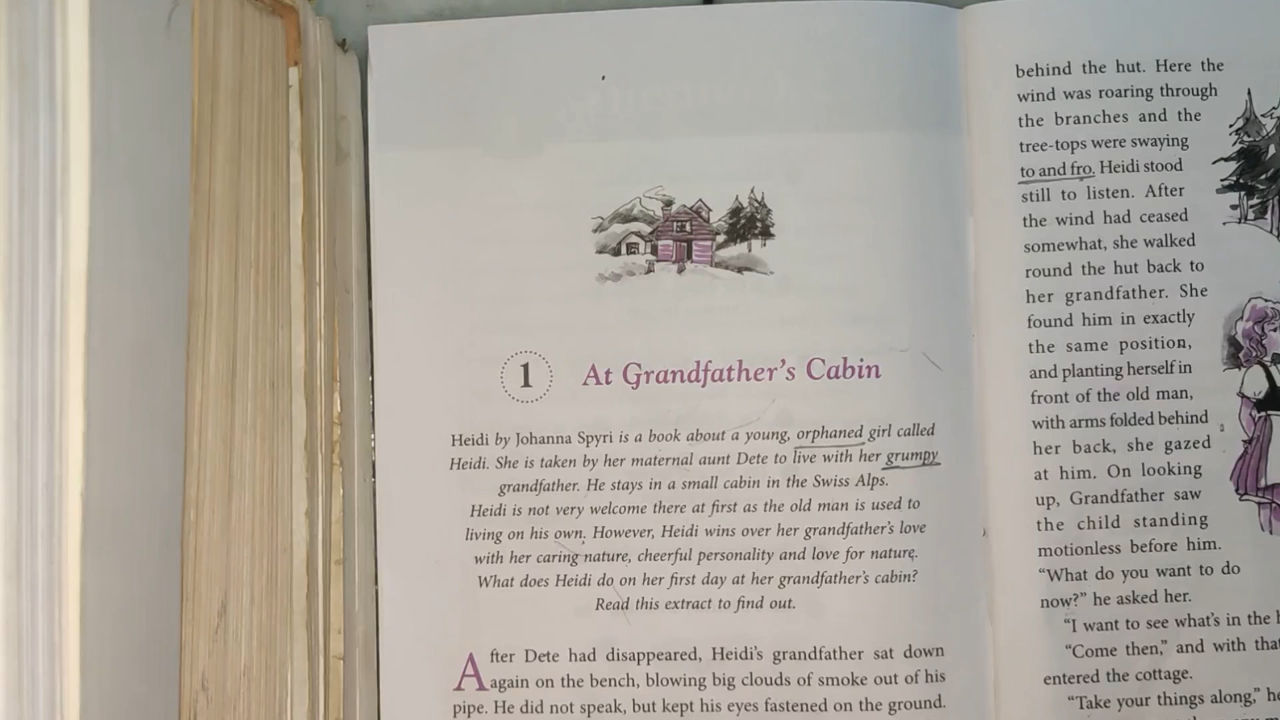 1 At Grandfather's Cabin
Heidi by Johanna Spyri is a book about a young, orphaned girl called
Heidi. She is taken by her maternal aunt Dete to live with her grumpy
grandfather. He stays in a small cabin in the Swiss Alps.
Heidi is not very welcome there at first as the old man is used to
living on his own. However, Heidi wins over her grandfather's love
with her caring nature, cheerful personality and love for nature.
What does Heidi do on her first day at her grandfather's cabin?
Read this extract to find out.
After Dete had disappeared, Heidi's grandfather sat down
again on the bench, blowing big clouds of smoke out of his
pipe. He did not speak, but kept his eyes fastened on the ground.
behind the hut. Here the
wind was roaring through
the branches and the
tree-tops were swaying
to and fro. Heidi stood
still to listen. After
the wind had ceased
somewhat, she walked
round the hut back to
her grandfather. She
found him in exactly
the same position,
and planting herself in
front of the old man,
with arms folded behind
her back, she gazed
at him. On looking
up, Grandfather saw
the child standing
motionless before him.
“What do you want to do
now?” he asked her.
“I want to see what's in the
“Come then,” and with
entered the cottage.
“Take your things along,”